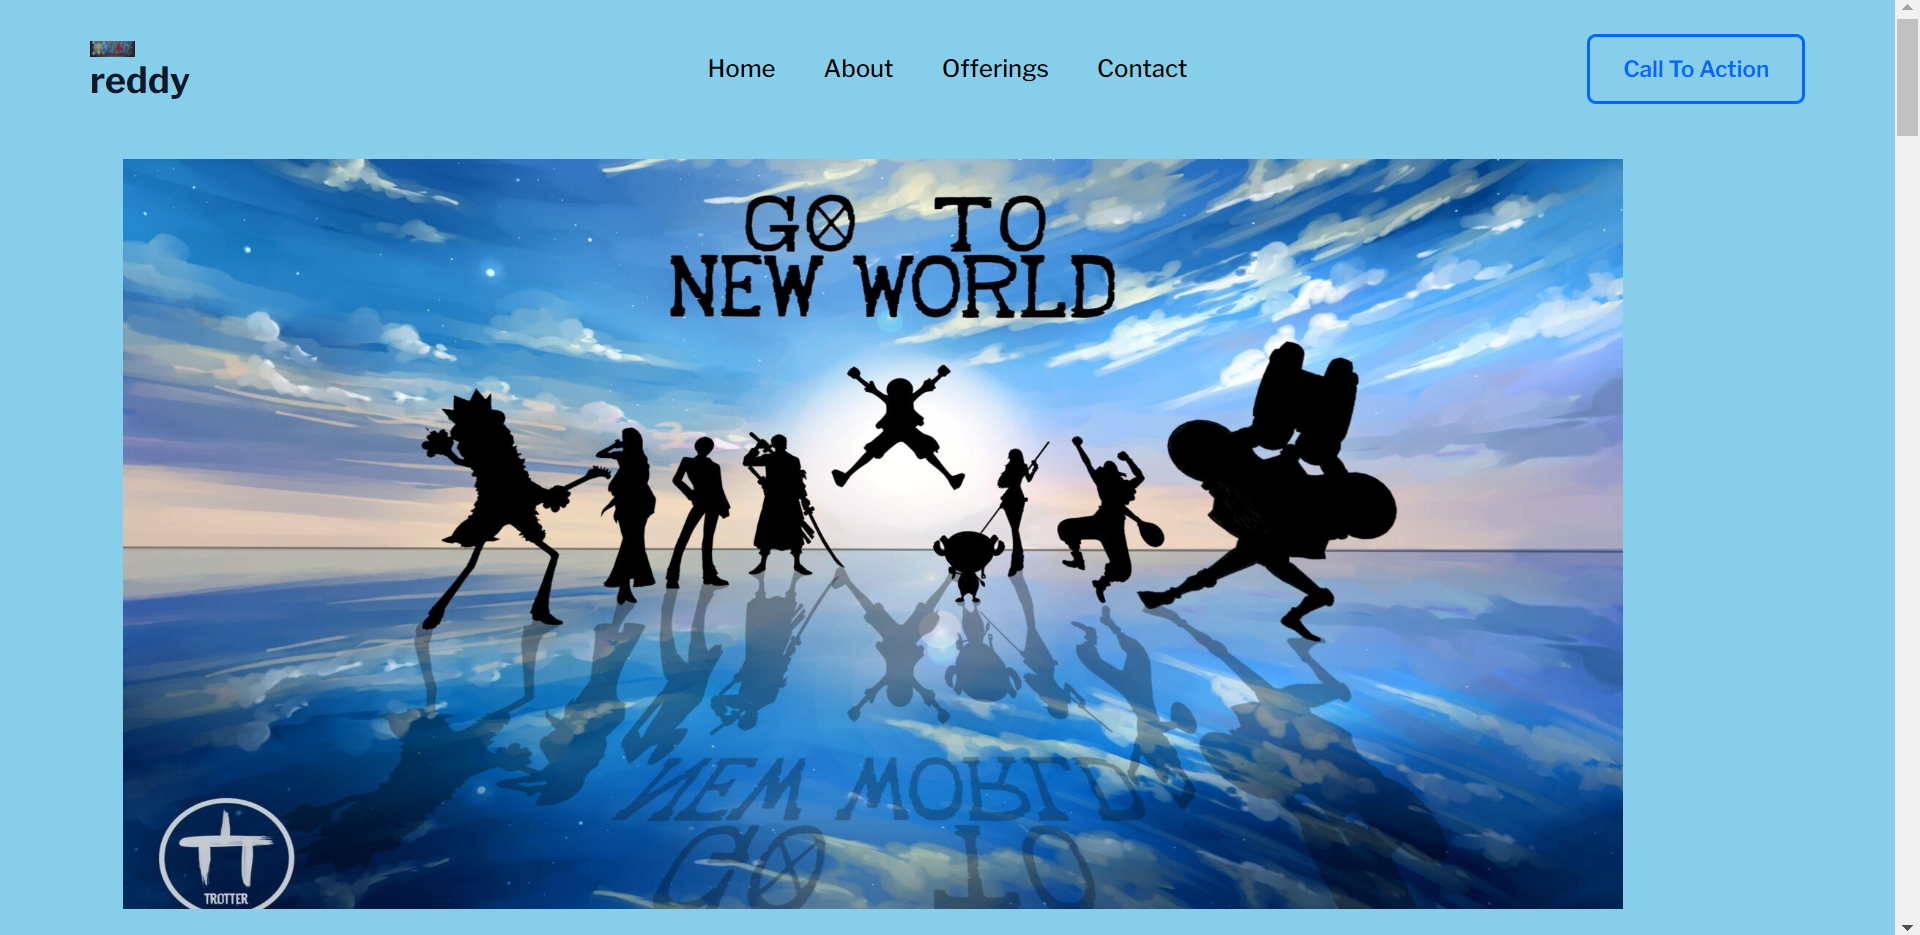 reddy
Home About Offerings Contact
Call To Action
GO TO
NEW WORLD
NEW WORLD
GO TO
TROTTER